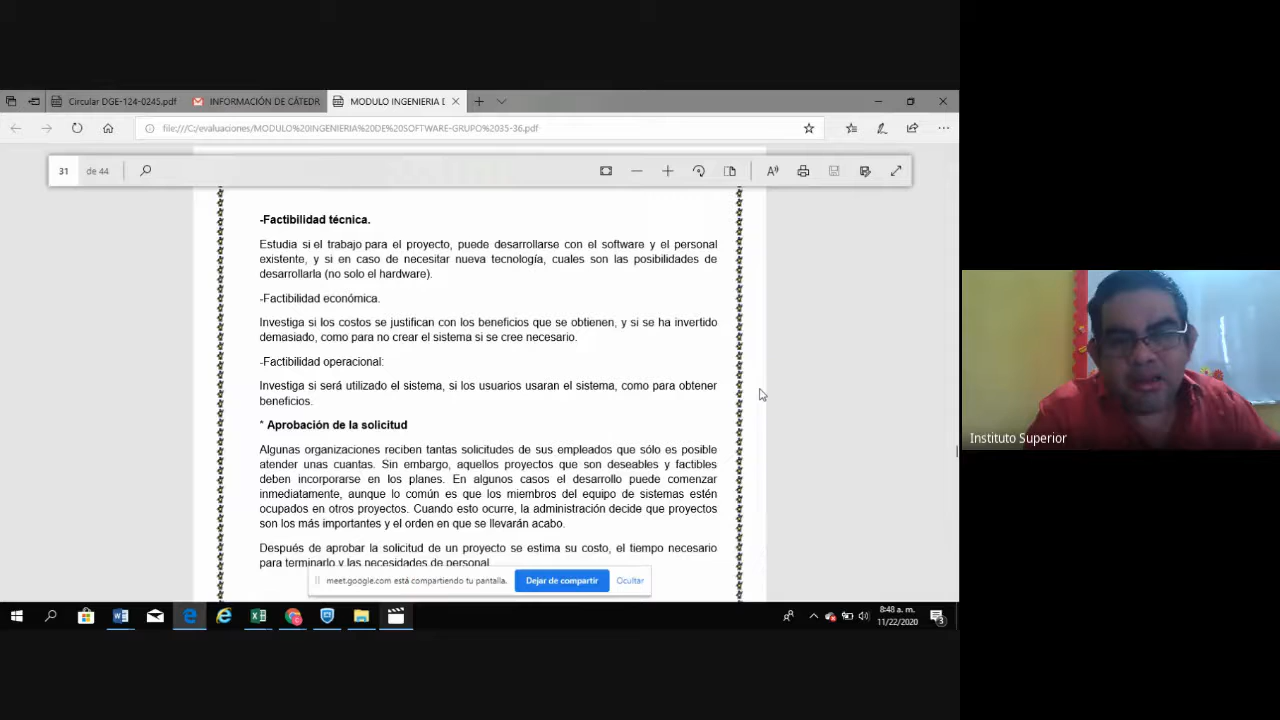 Circular DGE-124-0245.pdf
INFORMACIÓN DE CÁTEDR
MODULO INGENIERIA D
file:///C:/evaluaciones/MODULO%20INGENIERIA%20DE%20SOFTWARE-GRUPO%2035-36.pdf
31 de 44
-Factibilidad técnica.
Estudia si el trabajo para el proyecto, puede desarrollarse con el software y el personal
existente, y si en caso de necesitar nueva tecnología, cuales son las posibilidades de
desarrollarla (no solo el hardware).
-Factibilidad económica.
Investiga si los costos se justifican con los beneficios que se obtienen, y si se ha invertido
demasiado, como para no crear el sistema si se cree necesario.
-Factibilidad operacional:
Investiga si será utilizado el sistema, si los usuarios usaran el sistema, como para obtener
beneficios.
* Aprobación de la solicitud
Algunas organizaciones reciben tantas solicitudes de sus empleados que sólo es posible
atender unas cuantas. Sin embargo, aquellos proyectos que son deseables y factibles
deben incorporarse en los planes. En algunos casos el desarrollo puede comenzar
inmediatamente, aunque lo común es que los miembros del equipo de sistemas estén
ocupados en otros proyectos. Cuando esto ocurre, la administración decide que proyectos
son los más importantes y el orden en que se llevarán acabo.
Después de aprobar la solicitud de un proyecto se estima su costo, el tiempo necesario
para terminarlo y las necesidades de personal.
meet.google.com está compartiendo tu pantalla.
Dejar de compartir
Ocultar
8:48 a. m.
11/22/2020
3
Instituto Superior